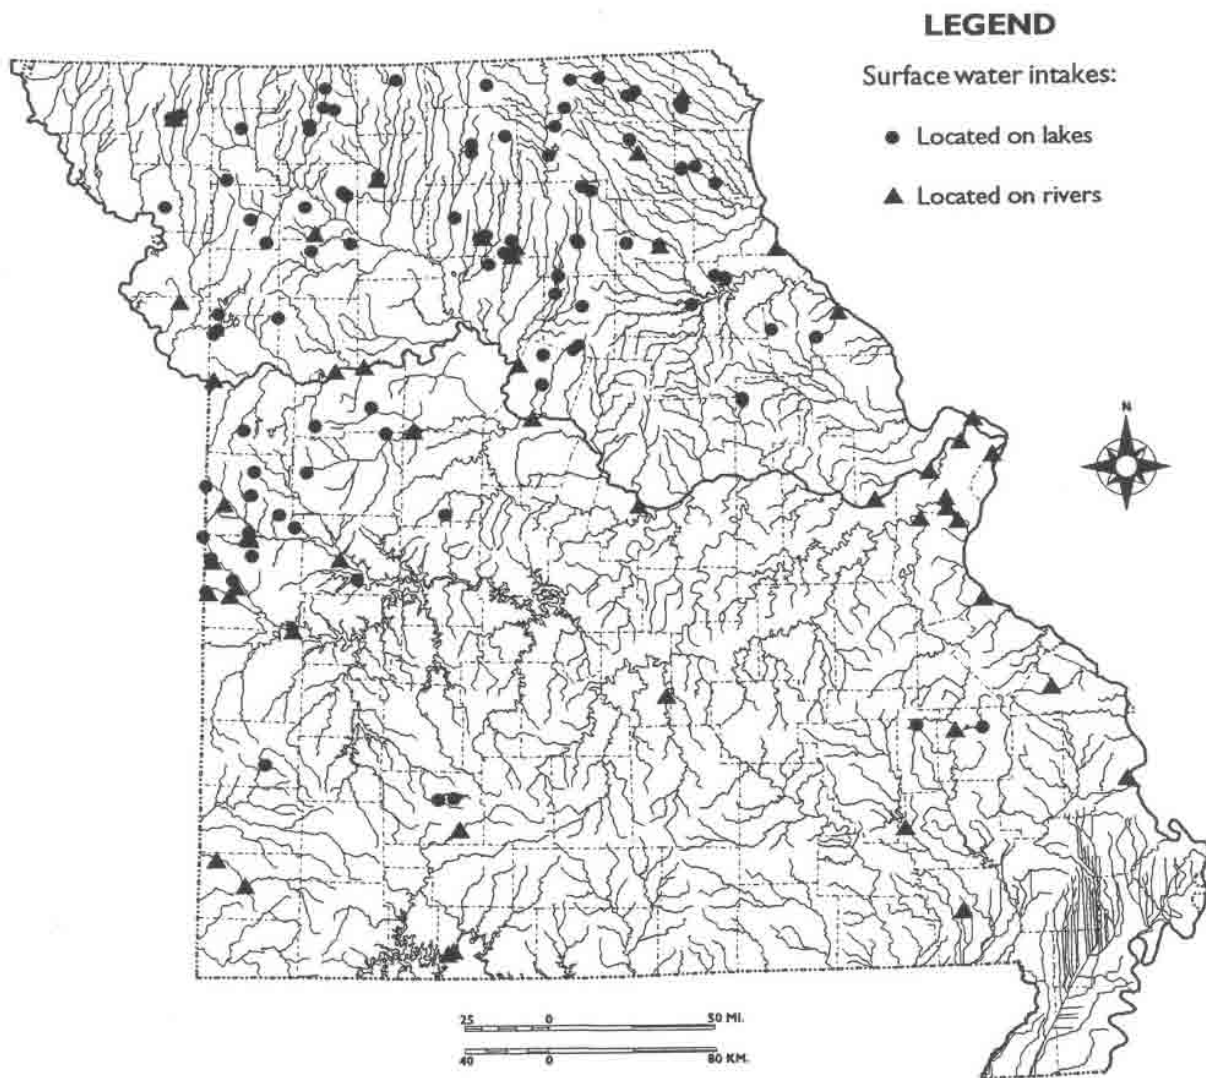 LEGEND
Surface water intakes:
Located on lakes
Located on rivers
N
25 0 50 MI.
40 0 80 KM.